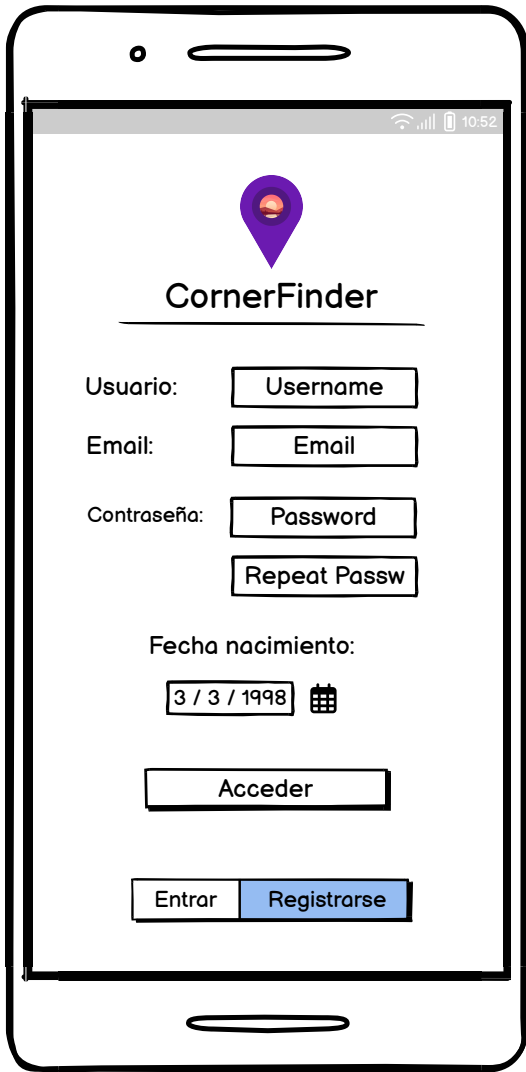 10:52
CornerFinder
Usuario: Username
Email: Email
Contraseña: Password
Repeat Passw
Fecha nacimiento:
3 / 3 / 1998
Acceder
Entrar Registrarse